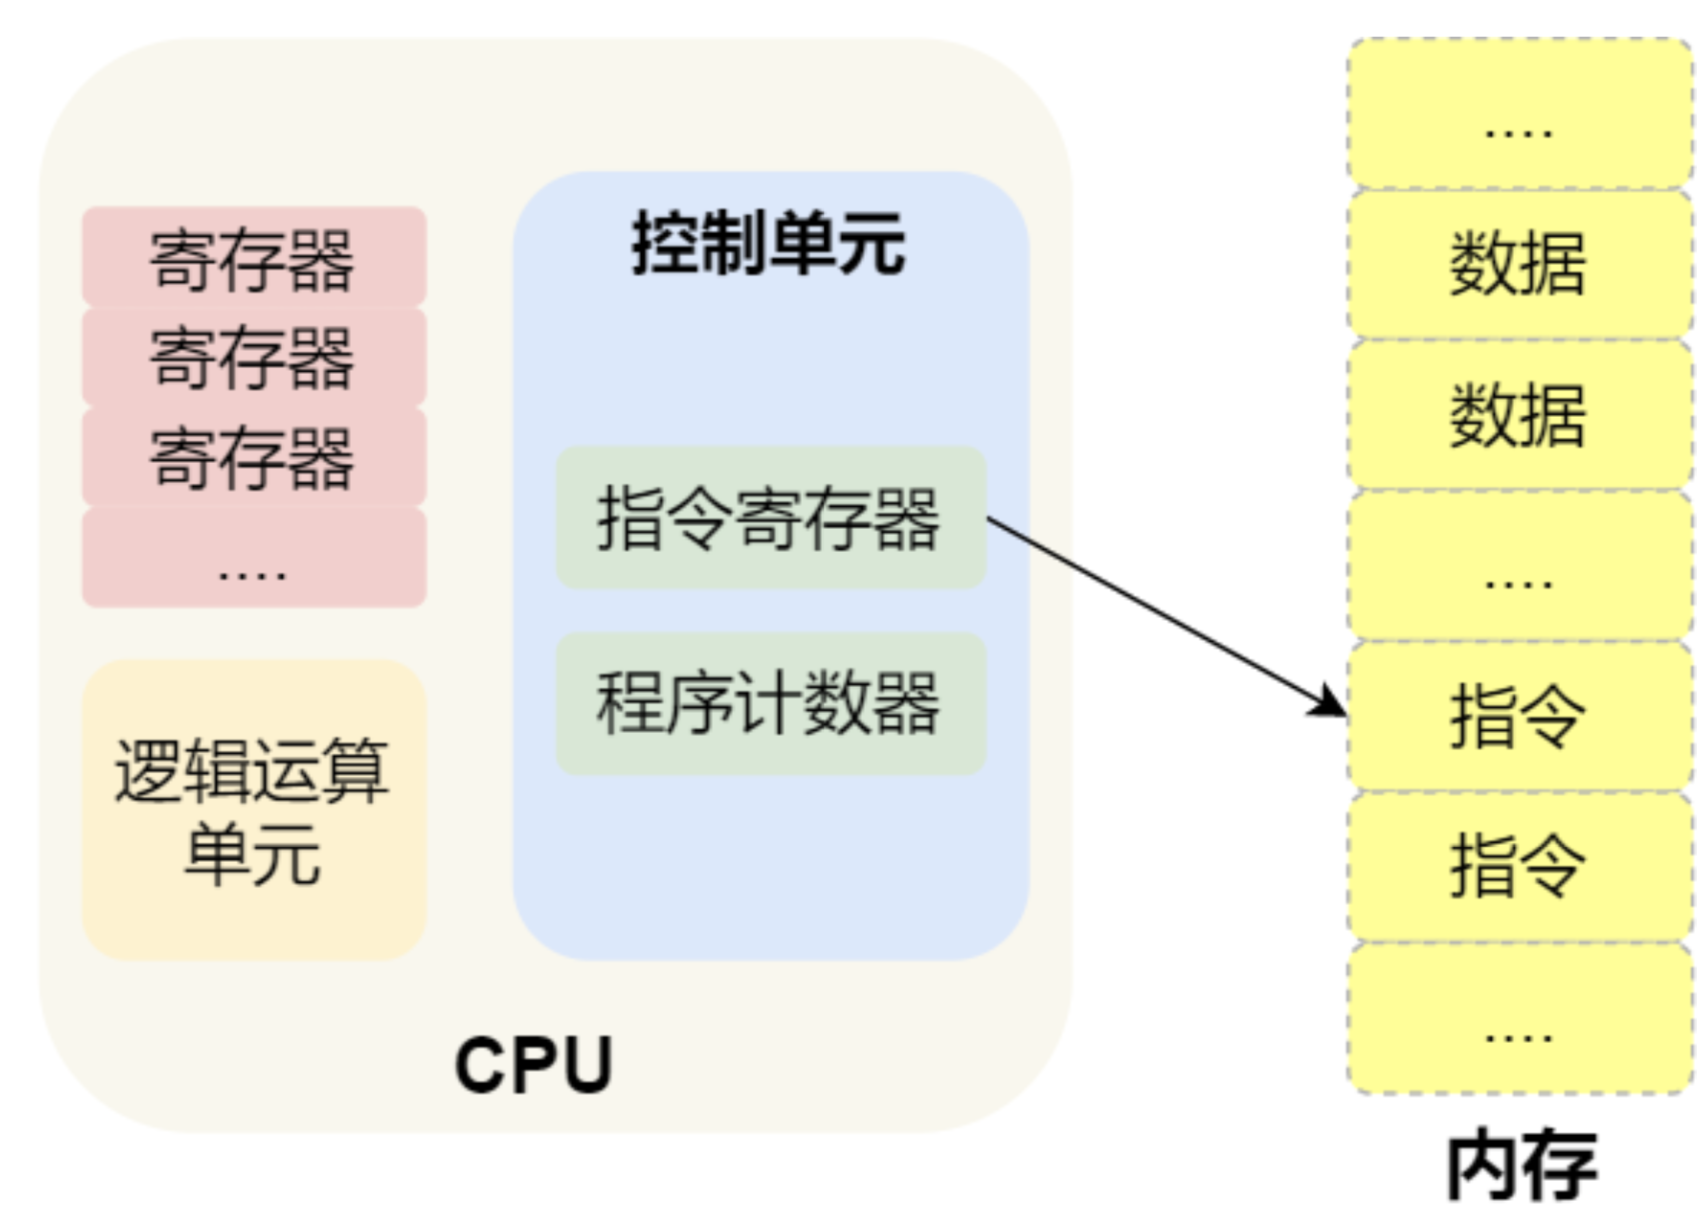 寄存器
寄存器
寄存器
....
逻辑运算
单元
控制单元
指令寄存器
程序计数器
CPU
....
数据
数据
....
指令
指令
....
内存